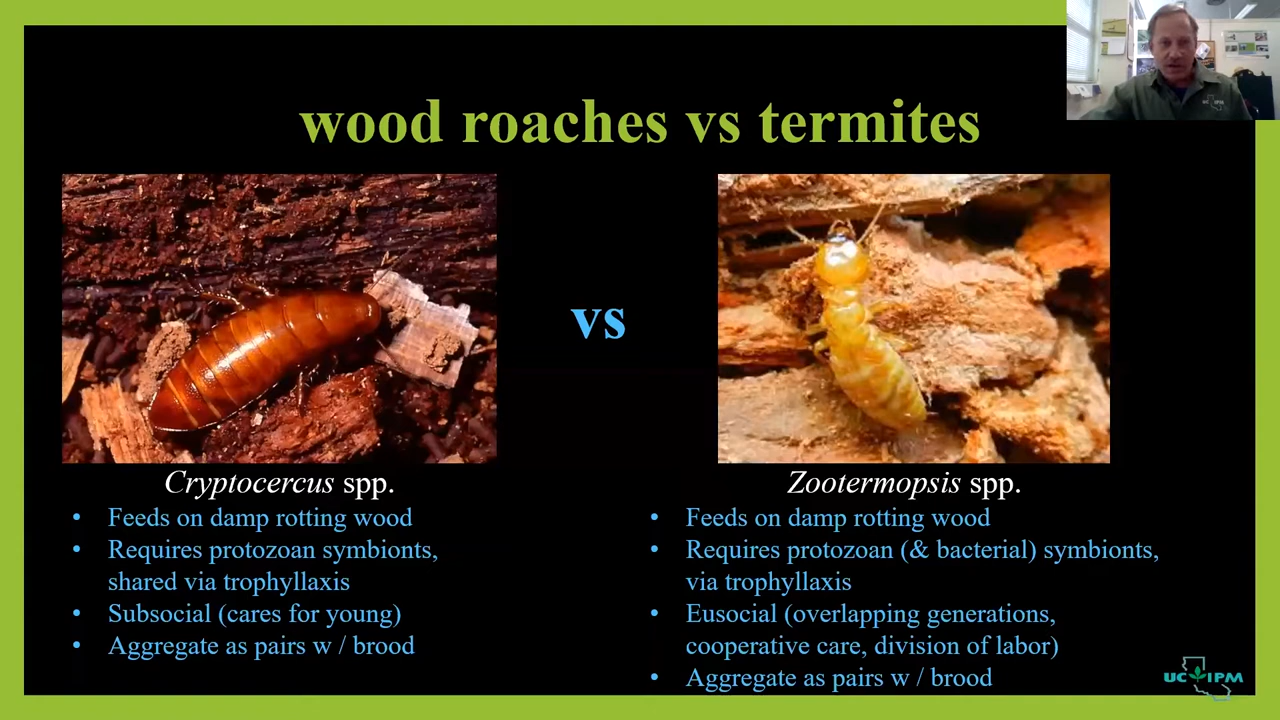 wood roaches vs termites
vs
Cryptocercus spp.
• Feeds on damp rotting wood
• Requires protozoan symbionts,
shared via trophyllaxis
• Subsocial (cares for young)
• Aggregate as pairs w / brood
Zootermopsis spp.
• Feeds on damp rotting wood
• Requires protozoan (& bacterial) symbionts,
via trophyllaxis
• Eusocial (overlapping generations,
cooperative care, division of labor)
• Aggregate as pairs w / brood
UC IPM